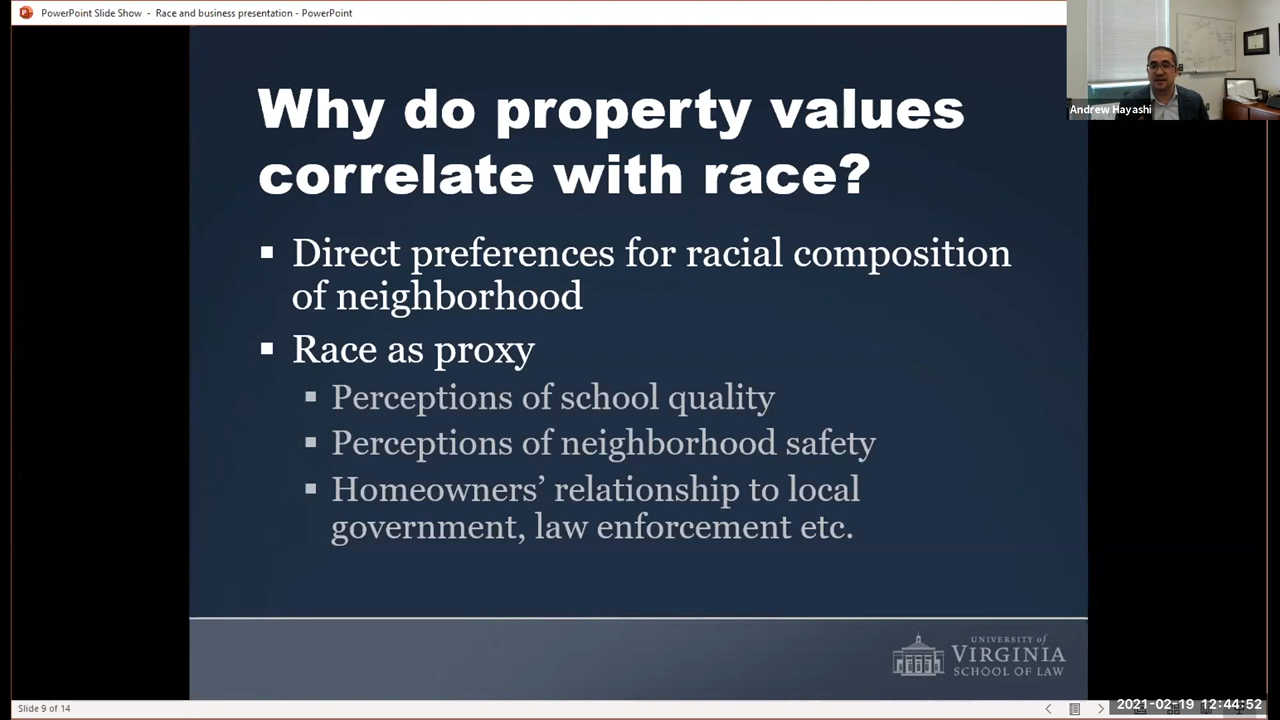 PowerPoint Slide Show - Race and business presentation - PowerPoint
Andrew Hayashi
Why do property values
correlate with race?
▪ Direct preferences for racial composition
of neighborhood
▪ Race as proxy
▪ Perceptions of school quality
▪ Perceptions of neighborhood safety
▪ Homeowners’ relationship to local
government, law enforcement etc.
UNIVERSITY of
VIRGINIA
SCHOOL OF LAW
Slide 9 of 14
2021-02-19 12:44:52